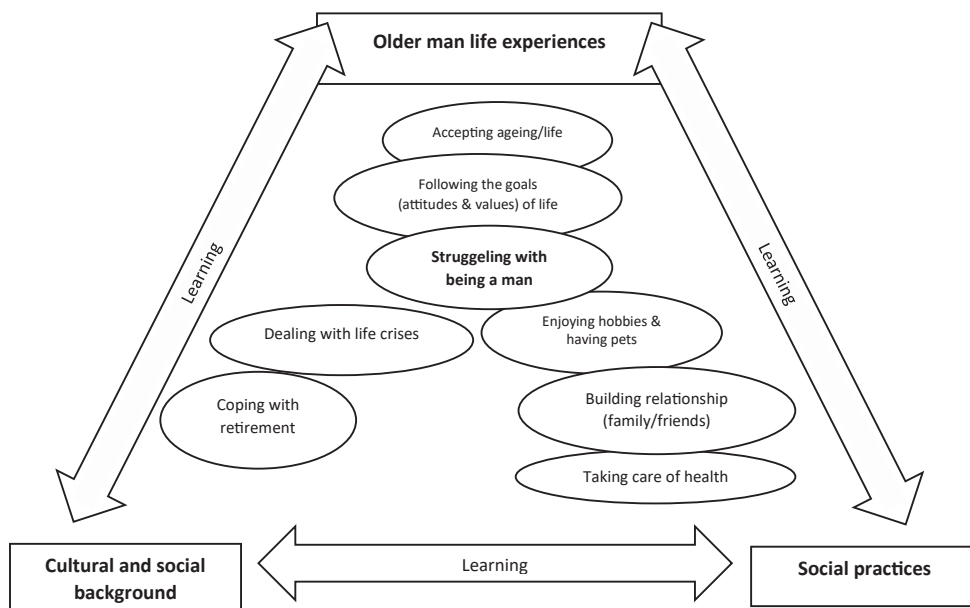 Older man life experiences
Accepting ageing/life
Following the goals
(attitudes & values) of life
Struggeling with
being a man
Learning
Learning
Dealing with life crises
Enjoying hobbies &
having pets
Coping with
retirement
Building relationship
(family/friends)
Taking care of health
Cultural and social
background
Learning
Social practices